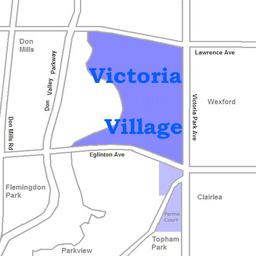 Don
Mills
Don Valley Parkway
Victoria
Village
Lawrence Ave
Don Mills Rd
Victoria Park Ave
Wexford
Eglinton Ave
Flemingdon
Park
Clairlea
Perma
Court
Topham
Park
Parkview